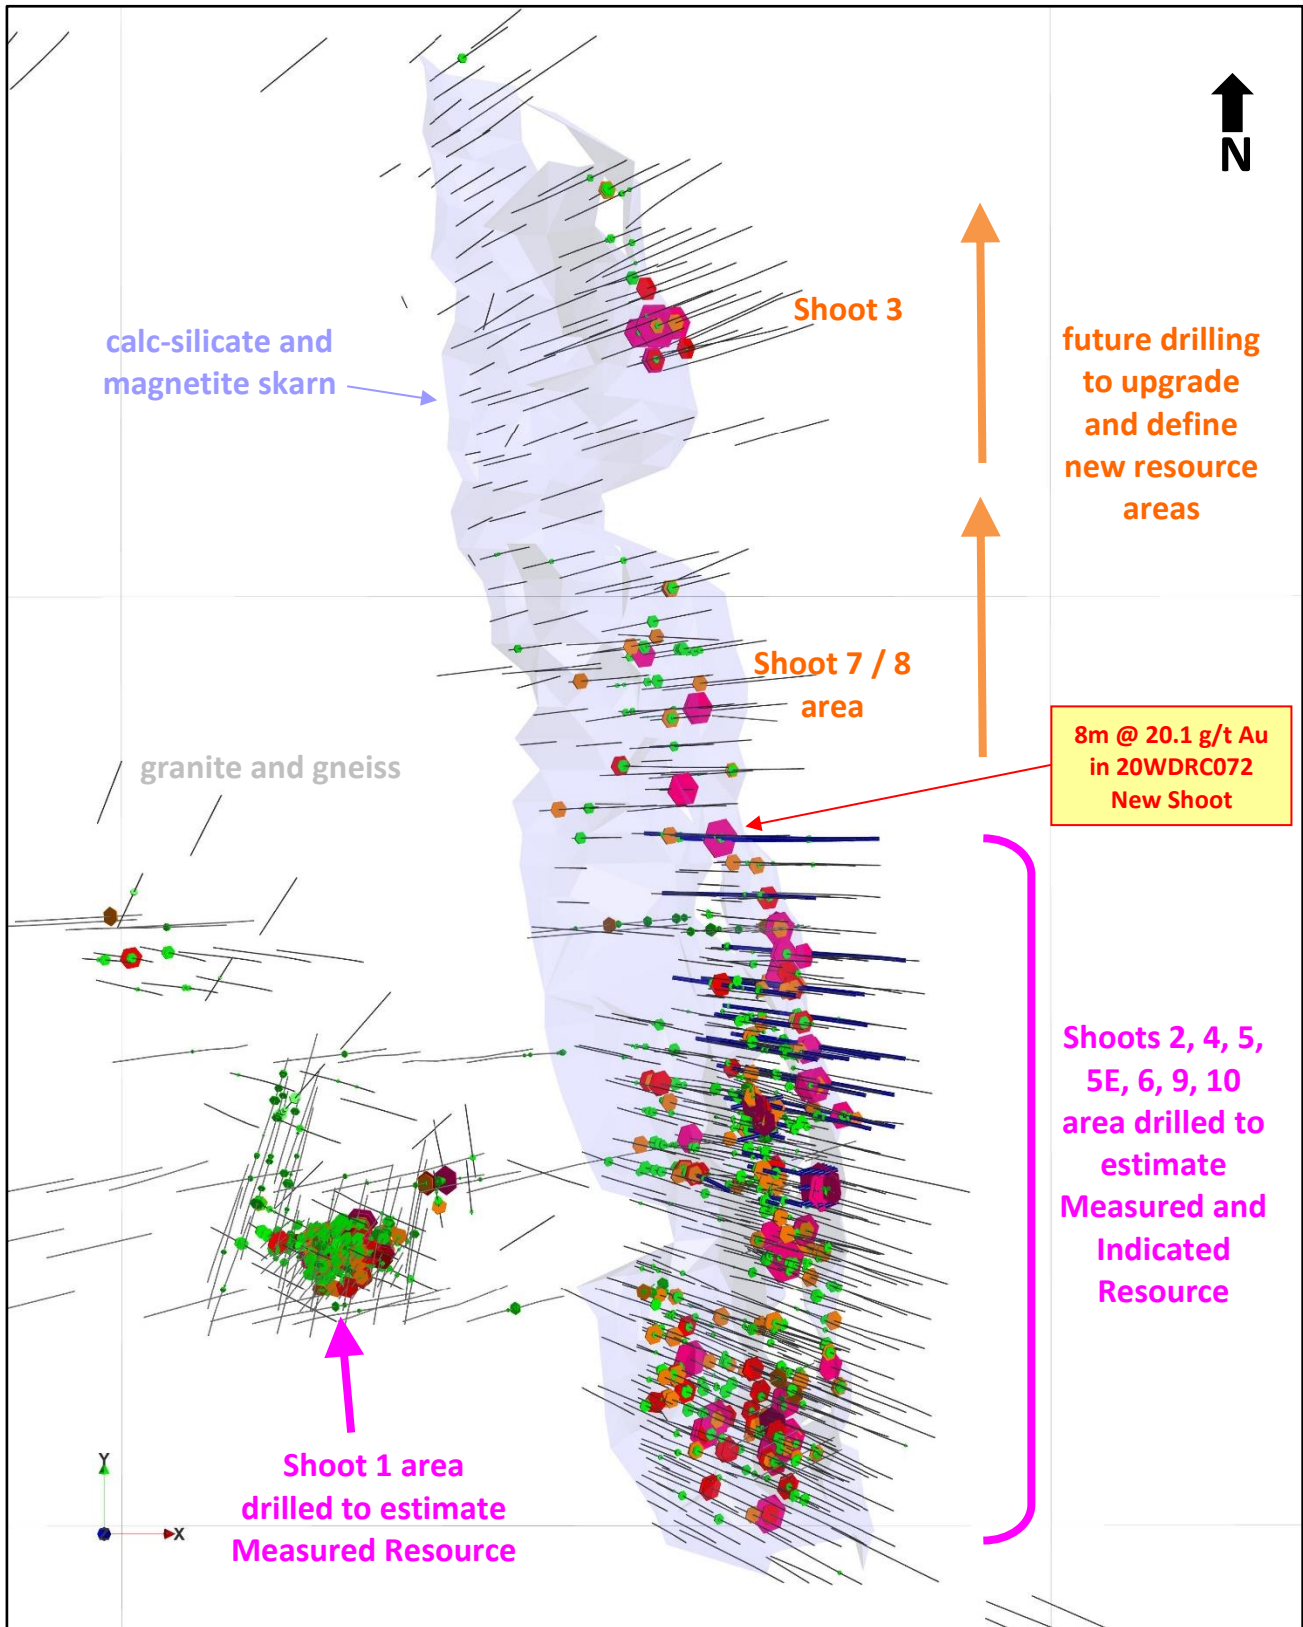 N
Shoot 3
calc-silicate and
magnetite skarn
future drilling
to upgrade
and define
new resource
areas
Shoot 7 / 8
area
8m @ 20.1 g/t Au
in 20WDRC072
New Shoot
granite and gneiss
Shoots 2, 4, 5,
5E, 6, 9, 10
area drilled to
estimate
Measured and
Indicated
Resource
Shoot 1 area
drilled to estimate
Measured Resource
Y
X